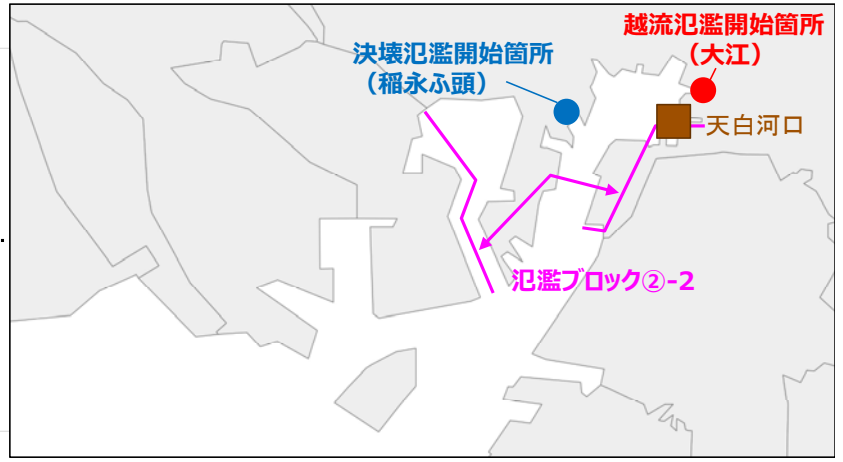 越流氾濫開始箇所
（大江）
決壊氾濫開始箇所
（稲永ふ頭）
天白河口
氾濫ブロック②-2